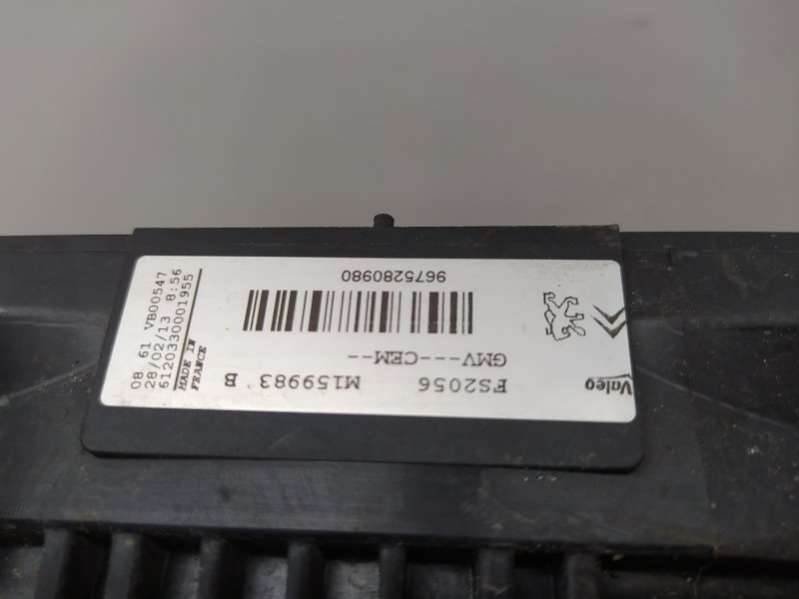 Valeo
FS2056 M159983 B
GMV---CEM--
9675280980
08 61 VB00547
28/02/13 8:56
6120330001955
MADE IN
FRANCE